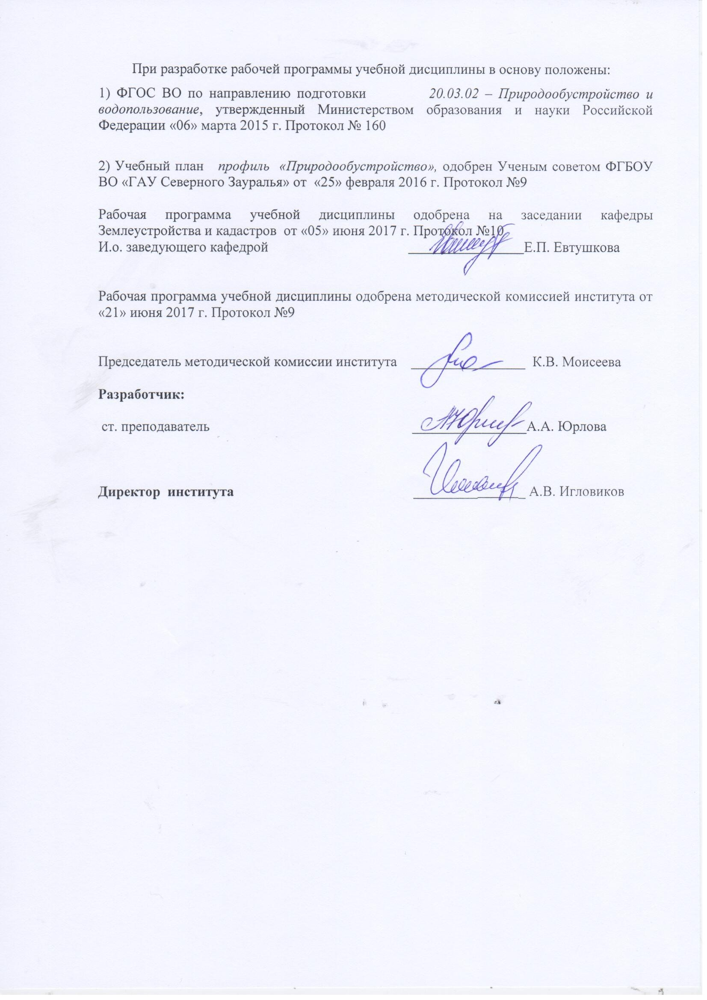 При разработке рабочей программы учебной дисциплины в основу положены:
1) ФГОС ВО по направлению подготовки 20.03.02 – Природообустройство и
водопользование, утвержденный Министерством образования и науки Российской
Федерации «06» марта 2015 г. Протокол № 160
2) Учебный план профиль «Природообустройство», одобрен Ученым советом ФГБОУ
ВО «ГАУ Северного Зауралья» от «25» февраля 2016 г. Протокол №9
Рабочая программа учебной дисциплины одобрена на заседании кафедры
Землеустройства и кадастров от «05» июня 2017 г. Протокол №10
И.о. заведующего кафедрой Е.П. Евтушкова
Рабочая программа учебной дисциплины одобрена методической комиссией института от
«21» июня 2017 г. Протокол №9
Председатель методической комиссии института К.В. Моисеева
Разработчик:
ст. преподаватель А.А. Юрлова
Директор института А.В. Игловиков